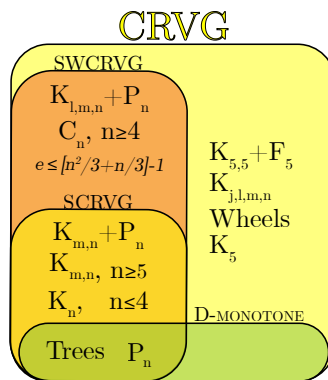 CRVG
SWCRVG
K_{l,m,n}+P_n
C_n, n≥4
e≤⌊n²/3+n/3⌋-1
SCRVG
K_{m,n}+P_n
K_{m,n}, n≥5
K_n, n≤4
K_{5,5}+F_5
K_{j,l,m,n}
Wheels
K_5
D-MONOTONE
Trees P_n